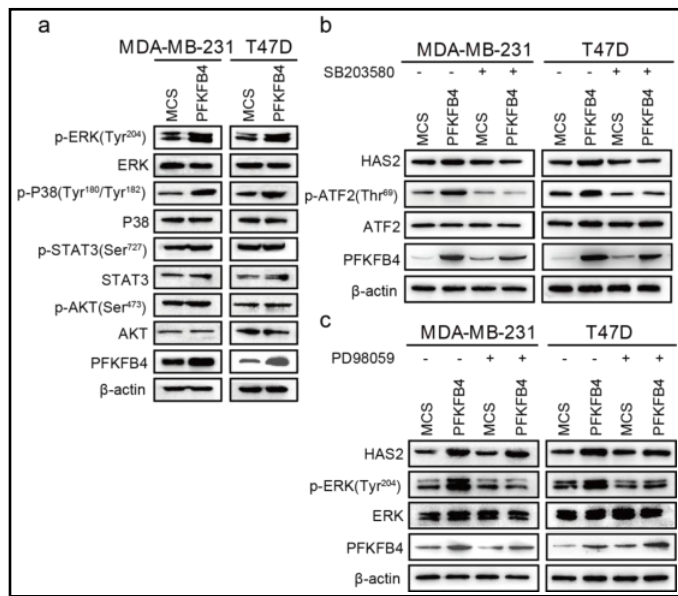 a
MDA-MB-231 T47D
MCS PFKFB4 MCS PFKFB4
p-ERK(Tyr²⁰⁴)
ERK
p-P38(Tyr¹⁸⁰/Tyr¹⁸²)
P38
p-STAT3(Ser⁷²⁷)
STAT3
p-AKT(Ser⁴⁷³)
AKT
PFKFB4
β-actin
b
MDA-MB-231 T47D
SB203580 - - + + - - + +
MCS PFKFB4 MCS PFKFB4 MCS PFKFB4 MCS PFKFB4
HAS2
p-ATF2(Thr⁶⁹)
ATF2
PFKFB4
β-actin
c
MDA-MB-231 T47D
PD98059 - - + + - - + +
MCS PFKFB4 MCS PFKFB4 MCS PFKFB4 MCS PFKFB4
HAS2
p-ERK(Tyr²⁰⁴)
ERK
PFKFB4
β-actin